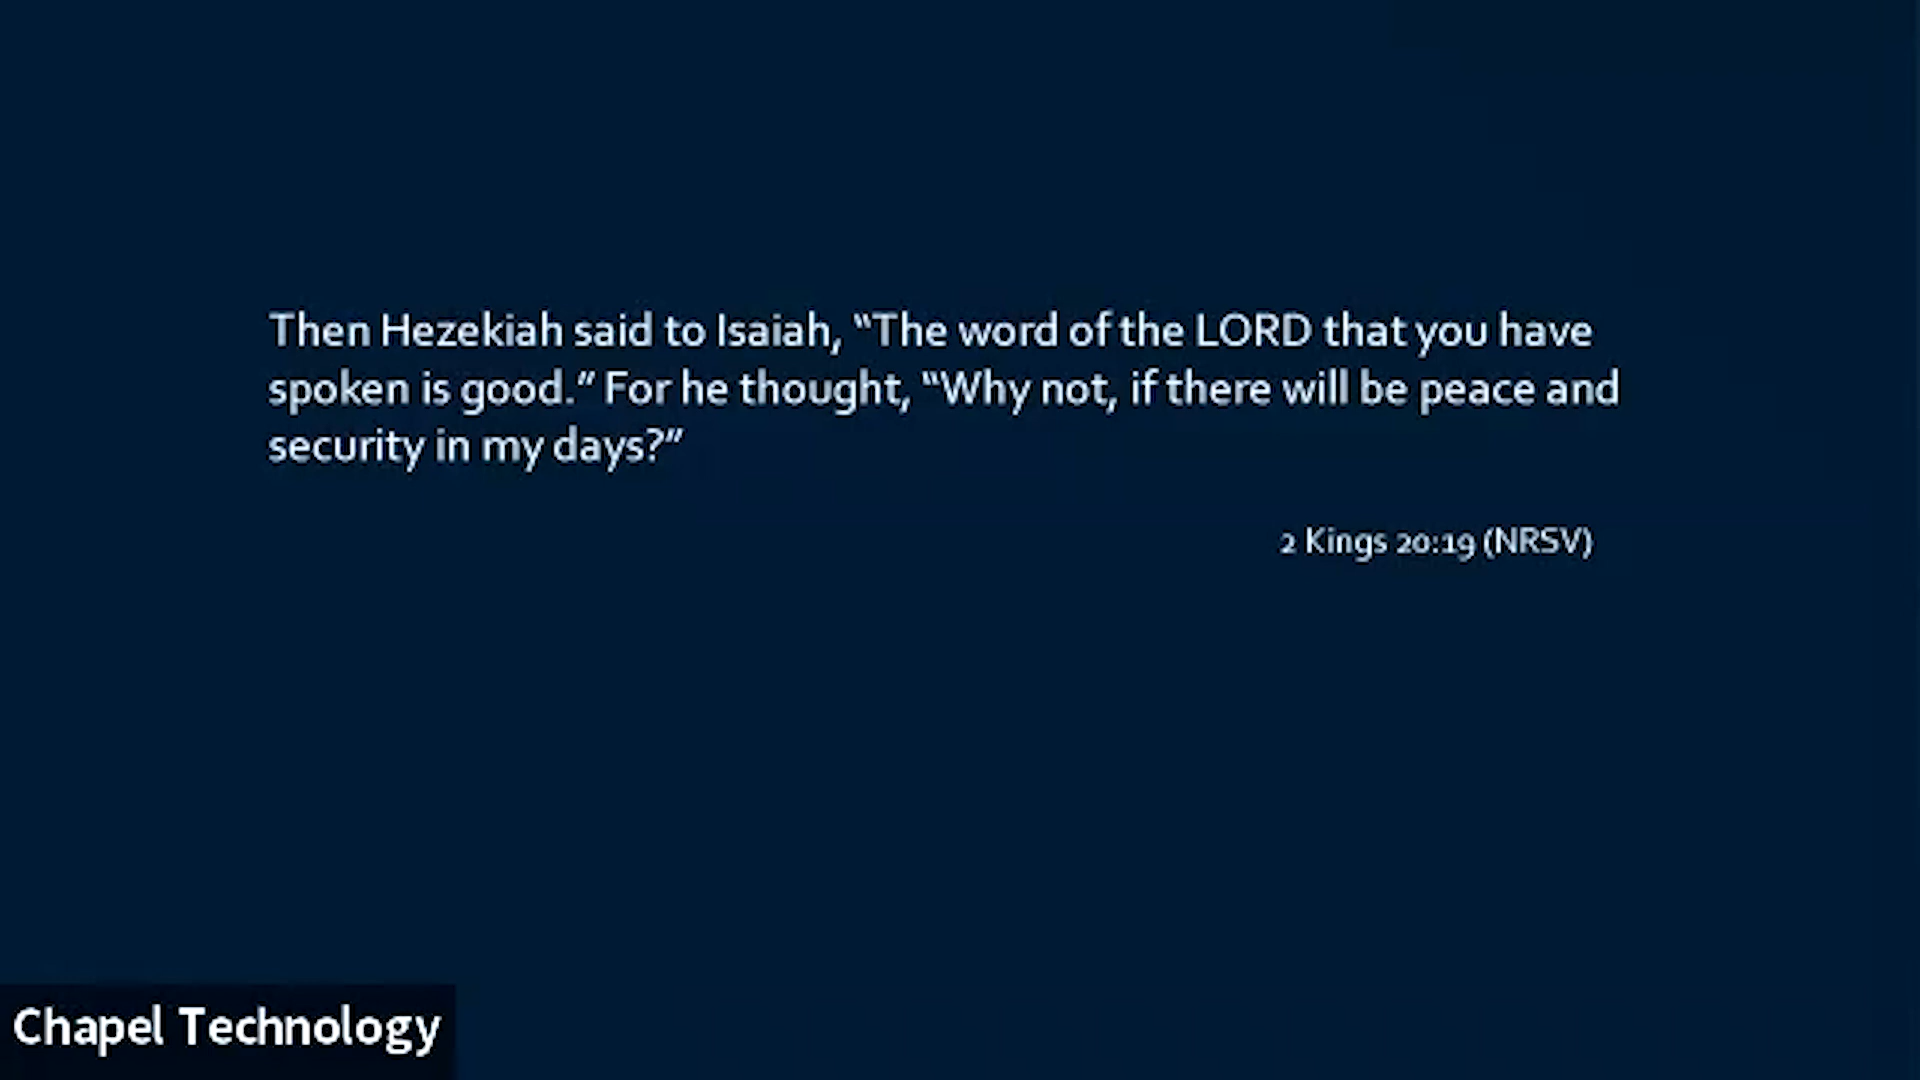 Then Hezekiah said to Isaiah, “The word of the LORD that you have
spoken is good.” For he thought, “Why not, if there will be peace and
security in my days?”
2 Kings 20:19 (NRSV)
Chapel Technology